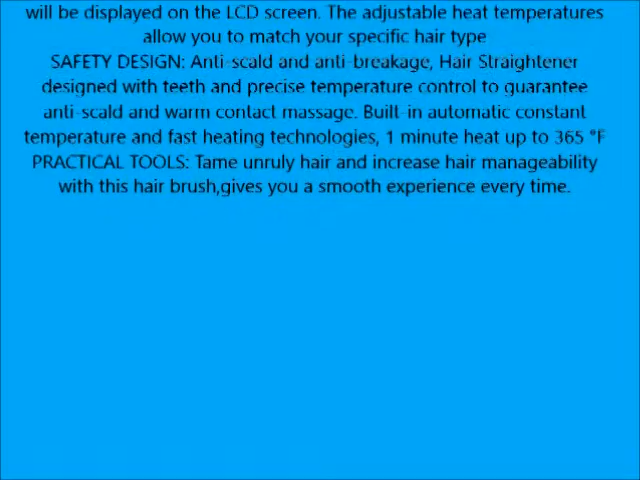 will be displayed on the LCD screen. The adjustable heat temperatures
allow you to match your specific hair type
SAFETY DESIGN: Anti-scald and anti-breakage, Hair Straightener
designed with teeth and precise temperature control to guarantee
anti-scald and warm contact massage. Built-in automatic constant
temperature and fast heating technologies, 1 minute heat up to 365 °F
PRACTICAL TOOLS: Tame unruly hair and increase hair manageability
with this hair brush,gives you a smooth experience every time.